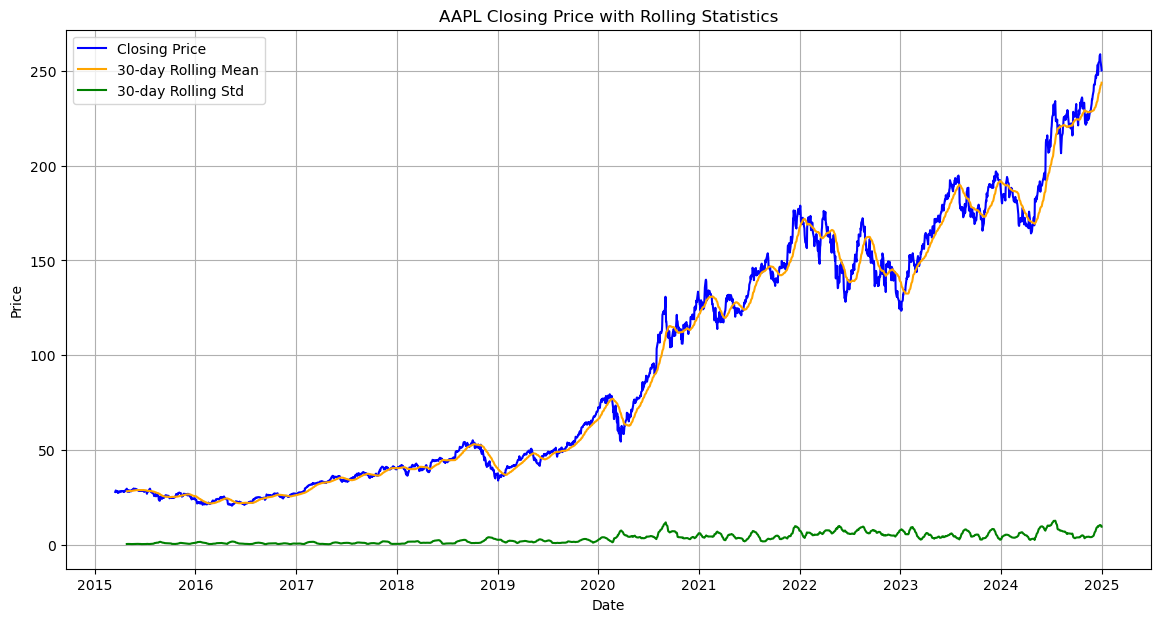 AAPL Closing Price with Rolling Statistics
Closing Price
30-day Rolling Mean
30-day Rolling Std
Price
250
200
150
100
50
0
2015 2016 2017 2018 2019 2020 2021 2022 2023 2024 2025
Date